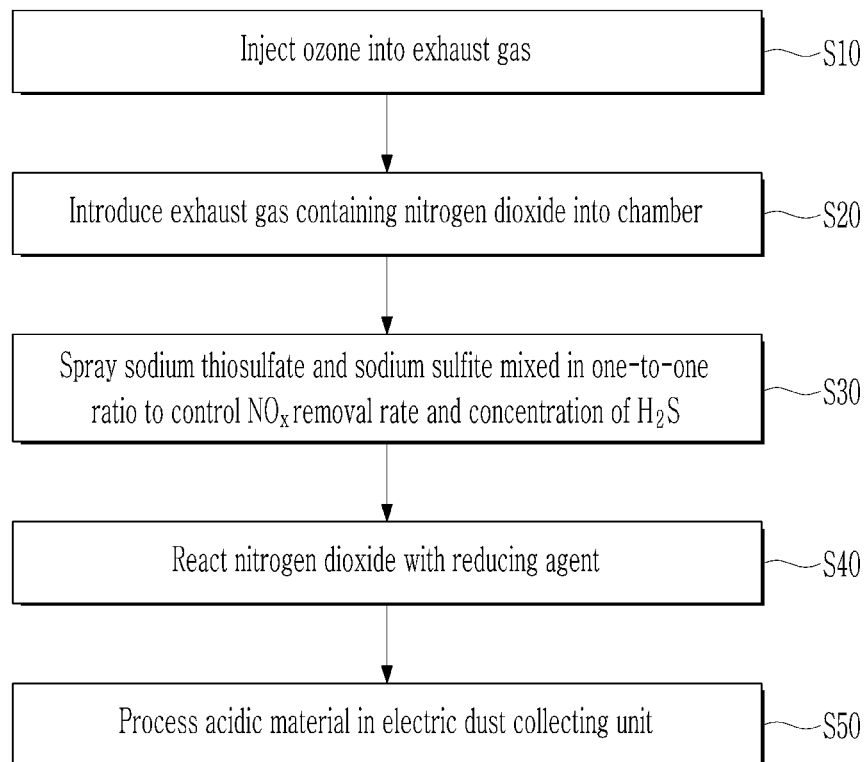 Inject ozone into exhaust gas
S10
Introduce exhaust gas containing nitrogen dioxide into chamber
S20
Spray sodium thiosulfate and sodium sulfite mixed in one-to-one
ratio to control NOₓ removal rate and concentration of H₂S
S30
React nitrogen dioxide with reducing agent
S40
Process acidic material in electric dust collecting unit
S50